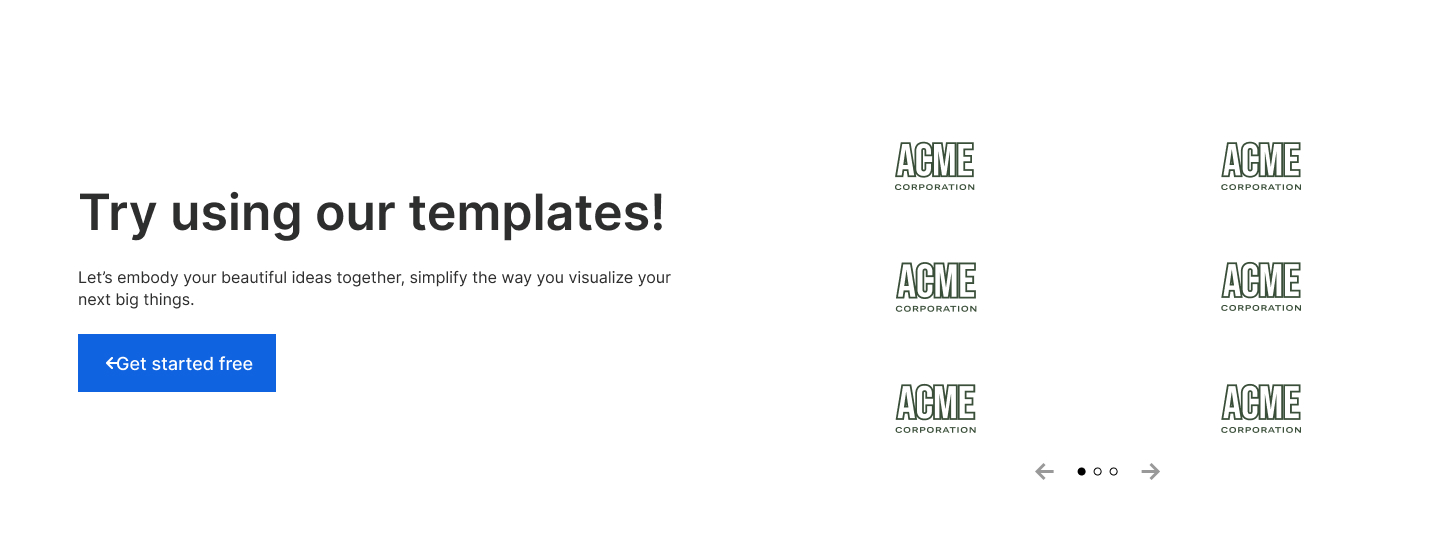 Try using our templates!
Let’s embody your beautiful ideas together, simplify the way you visualize your
next big things.
Get started free
ACME
CORPORATION
ACME
CORPORATION
ACME
CORPORATION
ACME
CORPORATION
ACME
CORPORATION
ACME
CORPORATION